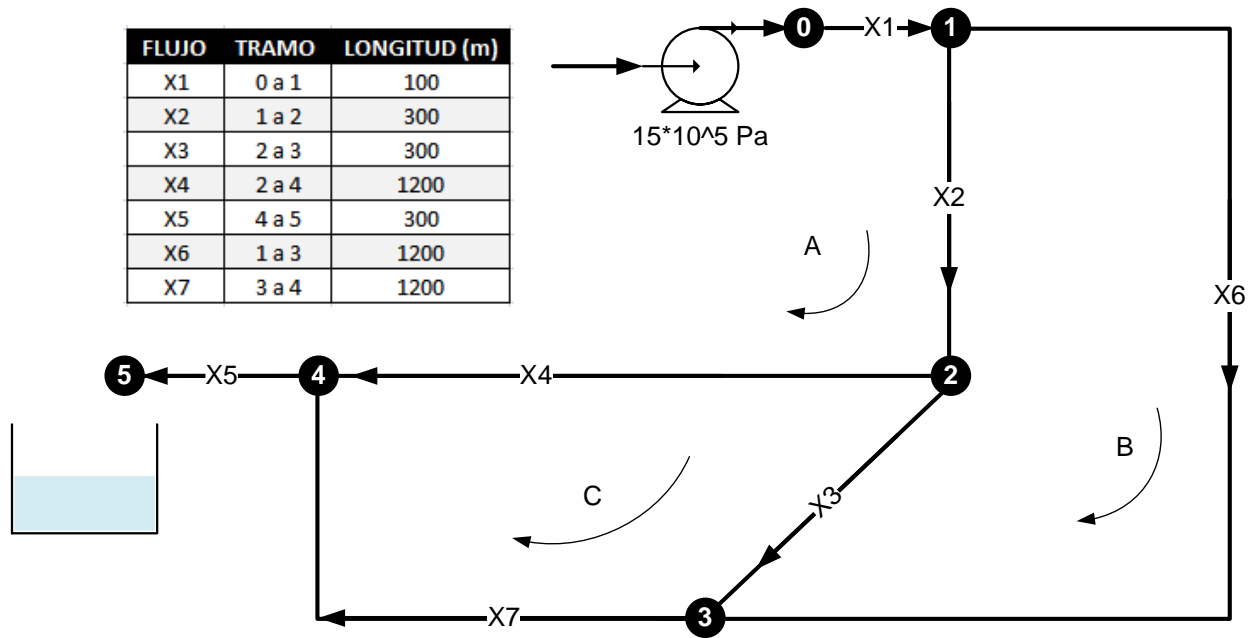 FLUJO TRAMO LONGITUD (m)
X1 0 a 1 100
X2 1 a 2 300
X3 2 a 3 300
X4 2 a 4 1200
X5 4 a 5 300
X6 1 a 3 1200
X7 3 a 4 1200
0 X1 1
15*10^5 Pa
X2
A
X6
5 X5 4 X4 2
B
C
X3
X7 3